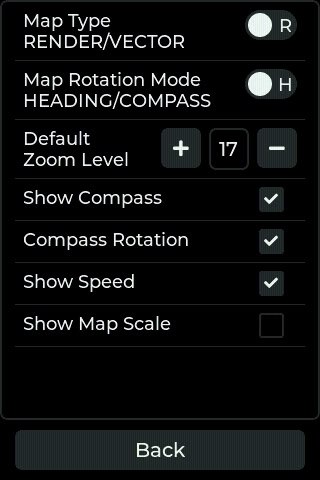 Map Type
RENDER/VECTOR
R
Map Rotation Mode
HEADING/COMPASS
H
Default
Zoom Level
+ 17 −
Show Compass
Compass Rotation
Show Speed
Show Map Scale
Back